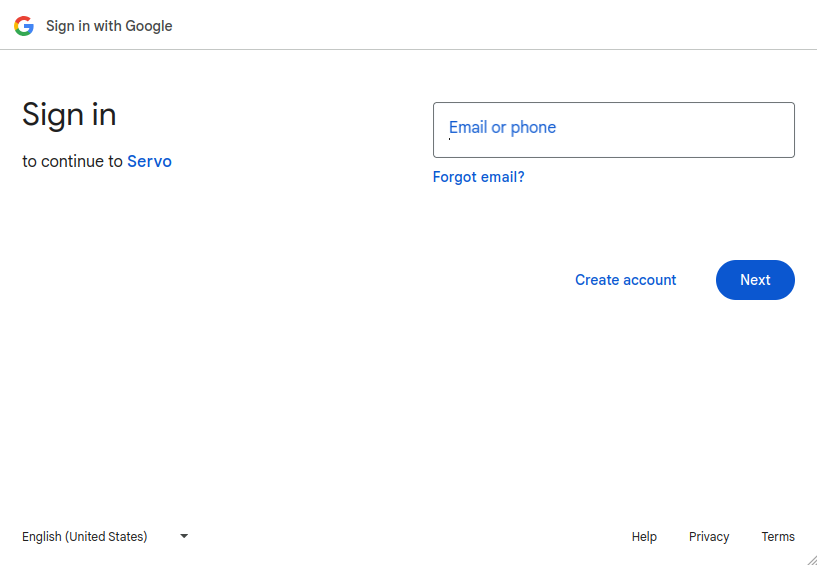 Sign in with Google
Sign in
to continue to Servo
Email or phone
Forgot email?
Create account
Next
English (United States)
Help
Privacy
Terms